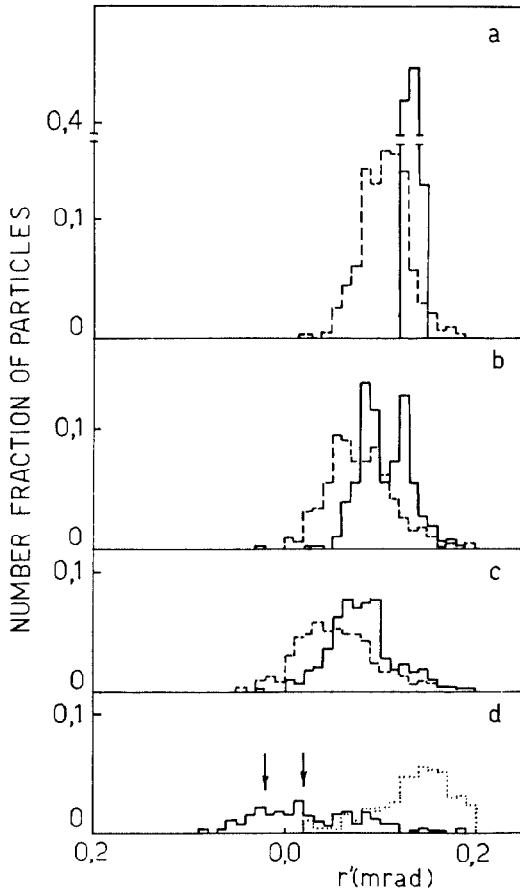 a
0,4
0,1
0
b
0,1
0
c
0,1
0
d
0,1
0
0,2 0,0 0,2
r'(mrad)
NUMBER FRACTION OF PARTICLES